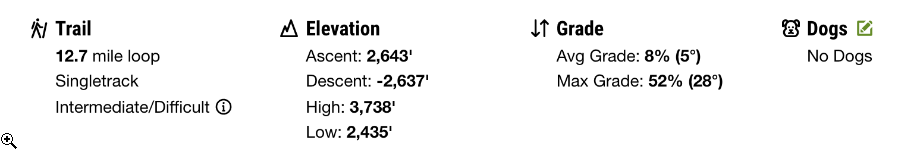 Trail
12.7 mile loop
Singletrack
Intermediate/Difficult
Elevation
Ascent: 2,643'
Descent: -2,637'
High: 3,738'
Low: 2,435'
Grade
Avg Grade: 8% (5°)
Max Grade: 52% (28°)
Dogs
No Dogs